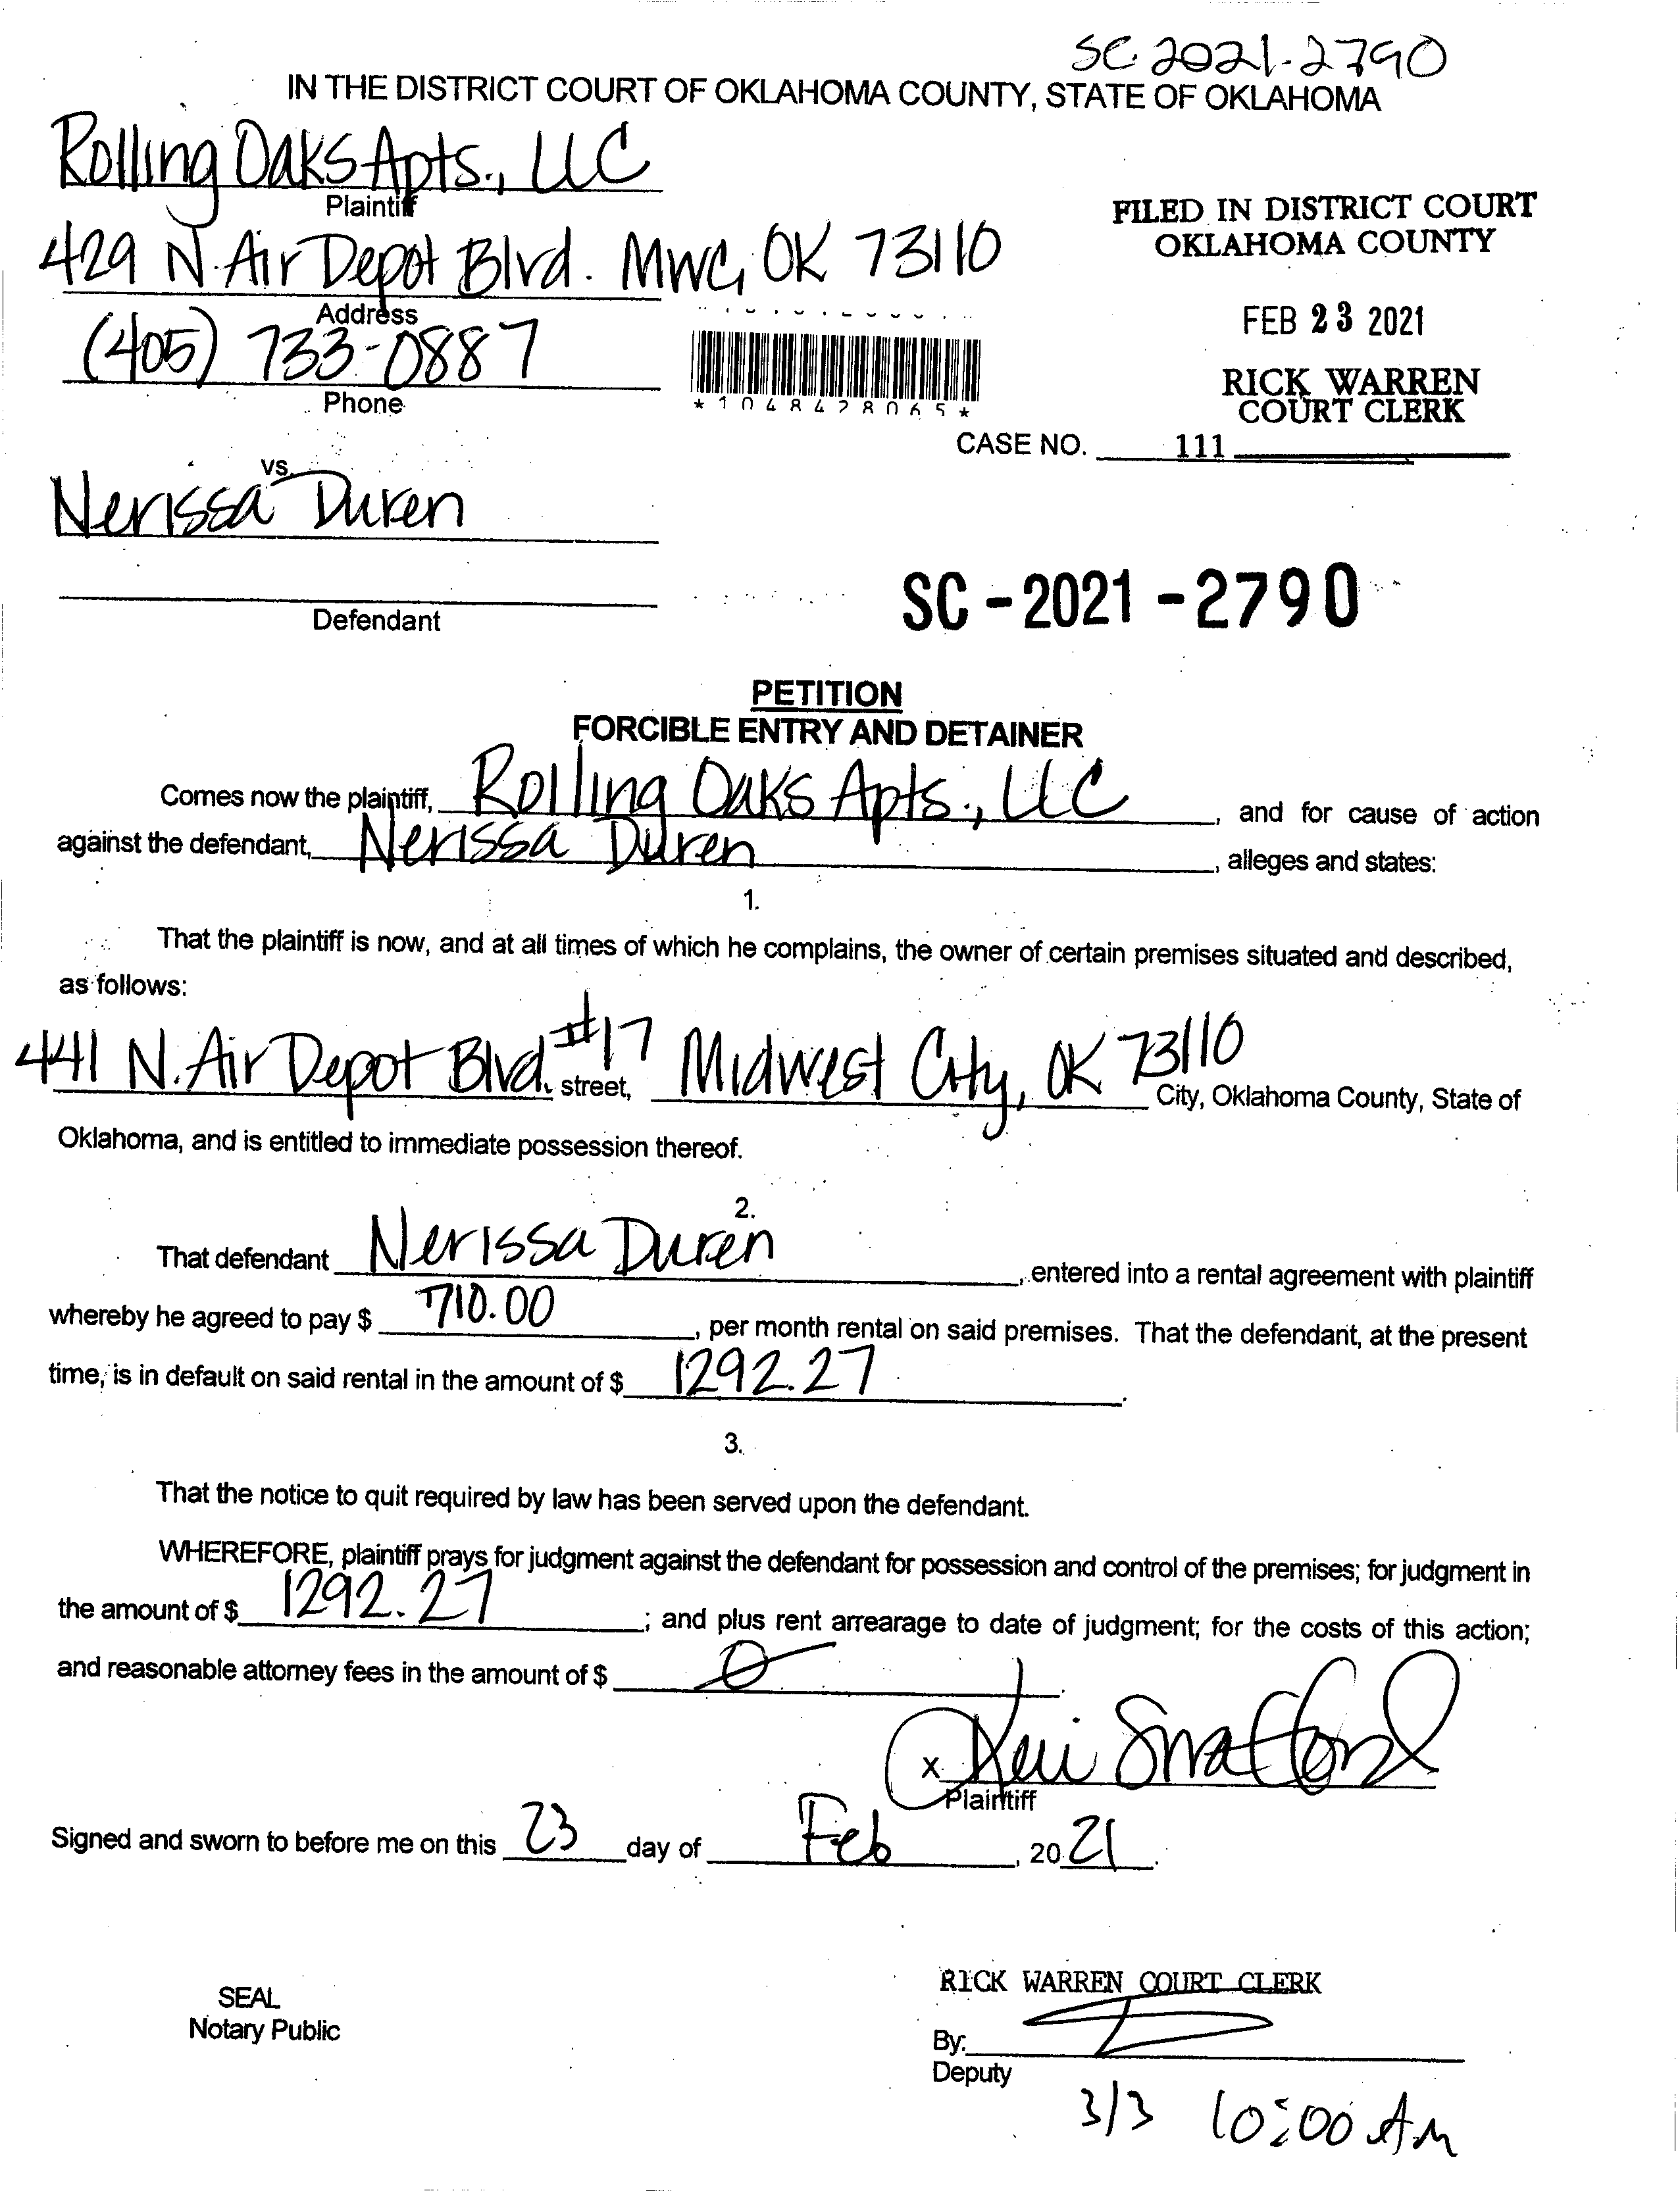 SC 2021-2790
IN THE DISTRICT COURT OF OKLAHOMA COUNTY, STATE OF OKLAHOMA
Rolling Oaks Apts., LLC
Plaintiff
429 N. Air Depot Blvd. MWC, OK 73110
Address
(405) 733-0887
Phone
FILED IN DISTRICT COURT
OKLAHOMA COUNTY
FEB 23 2021
RICK WARREN
COURT CLERK
*1048428065*
CASE NO. 111
vs.
Nerissa Duren
Defendant
SC-2021-2790
PETITION
FORCIBLE ENTRY AND DETAINER
Comes now the plaintiff, Rolling Oaks Apts., LLC, and for cause of action
against the defendant, Nerissa Duren, alleges and states:
1.
That the plaintiff is now, and at all times of which he complains, the owner of certain premises situated and described,
as follows:
441 N. Air Depot Blvd. #17 street, Midwest City, OK 73110 City, Oklahoma County, State of
Oklahoma, and is entitled to immediate possession thereof.
2.
That defendant Nerissa Duren, entered into a rental agreement with plaintiff
whereby he agreed to pay $ 710.00, per month rental on said premises. That the defendant, at the present
time, is in default on said rental in the amount of $ 1292.27.
3.
That the notice to quit required by law has been served upon the defendant.
WHEREFORE, plaintiff prays for judgment against the defendant for possession and control of the premises; for judgment in
the amount of $ 1292.27; and plus rent arrearage to date of judgment; for the costs of this action;
and reasonable attorney fees in the amount of $ 0.
x
Plaintiff
Signed and sworn to before me on this 23 day of Feb, 2021.
SEAL
Notary Public
RICK WARREN COURT CLERK
By:
Deputy
3/3 10:00 AM